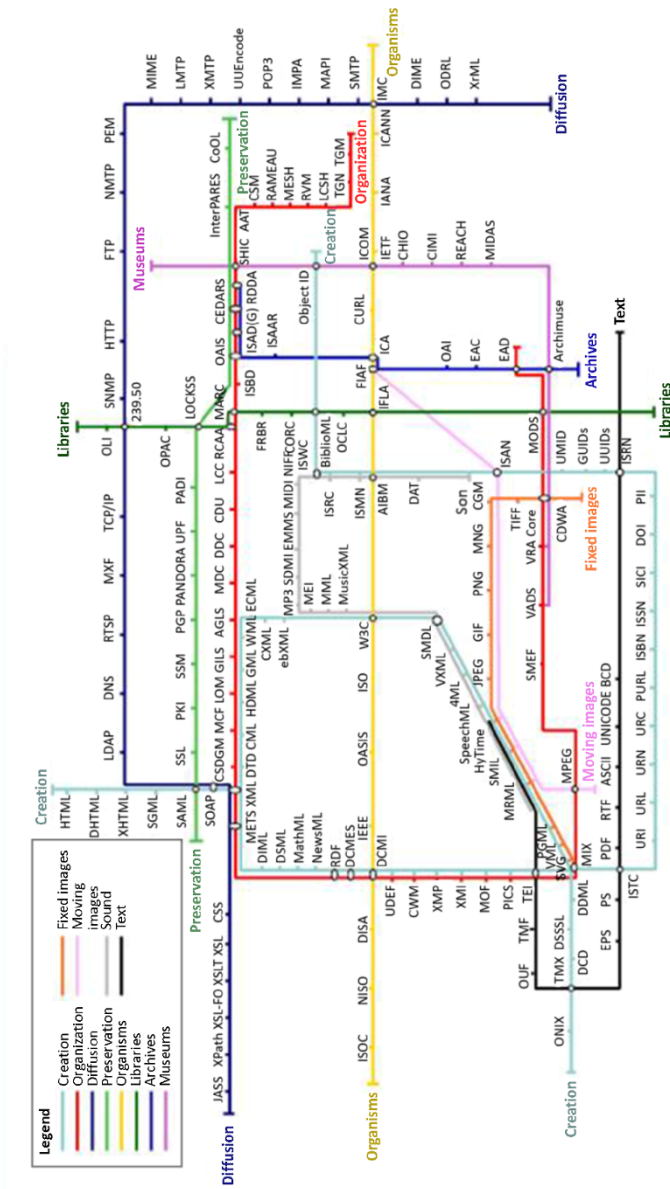 Legend
Creation
Organization
Diffusion
Preservation
Organisms
Libraries
Archives
Museums
Fixed images
Moving
images
Sound
Text
Creation
HTML
DHTML
XHTML
SGML
SAML
SOAP
Preservation
LDAP
DNS
RTSP
MXF
TCP/IP
OLI
239.50
SNMP
HTTP
FTP
NMTP
PEM
Libraries
OPAC
LOCKSS
Museums
MIME
LMTP
XMTP
UUEncode
POP3
IMPA
MAPI
SMTP
IMC
DIME
ODRL
XrML
Diffusion
Organisms
SSL
PKI
SSM
PGP
PANDORA
UPF
PADI
InterPARES
CoOL
Preservation
OAIS
CEDARS
Diffusion
JASS
XPath
XSL-FO
XSLT
XSL
CSS
CSDGM
MCF
LOM
GILS
AGLS
MDC
DDC
CDU
LCC
RCAA
MARC
ISBD
ISAD(G)
RDDA
ISAAR
SHIC
AAT
CSM
RAMEAU
MESH
RVM
LCSH
TGN
TGM
Organization
METS
XML
DTD
CML
HDML
GML
WML
ECML
CXML
ebXML
DIML
DSML
MathML
NewsML
RDF
DCMES
DCMI
MP3
SDMI
EMMS
MIDI
NIFF
MEI
MML
MusicXML
ISWC
ISRC
ISMN
FRBR
CORC
BiblioML
OCLC
Object ID
Creation
Organisms
ISOC
NISO
DISA
IEEE
OASIS
ISO
W3C
AIBM
IFLA
FIAF
ICA
CURL
ICOM
IETF
IANA
ICANN
CHIO
CIMI
REACH
MIDAS
OAI
EAC
EAD
Archimuse
Archives
DAT
Son
UDEF
CWM
XMP
XMI
MOF
PICS
TEI
SMDL
VXML
4ML
SpeechML
HyTime
SMIL
MRML
PGML
VML
SVG
JPEG
GIF
PNG
MNG
CGM
TIFF
ISAN
MODS
VRA Core
CDWA
VADS
SMEF
MPEG
MIX
Fixed images
Moving images
UMID
GUIDs
UUIDs
ISRN
Text
Libraries
OUF
TMF
TMX
DSSSL
DCD
DDML
ONIX
Creation
EPS
PS
PDF
RTF
ASCII
UNICODE
BCD
ISTC
URI
URL
URN
URC
PURL
ISBN
ISSN
SICI
DOI
PII